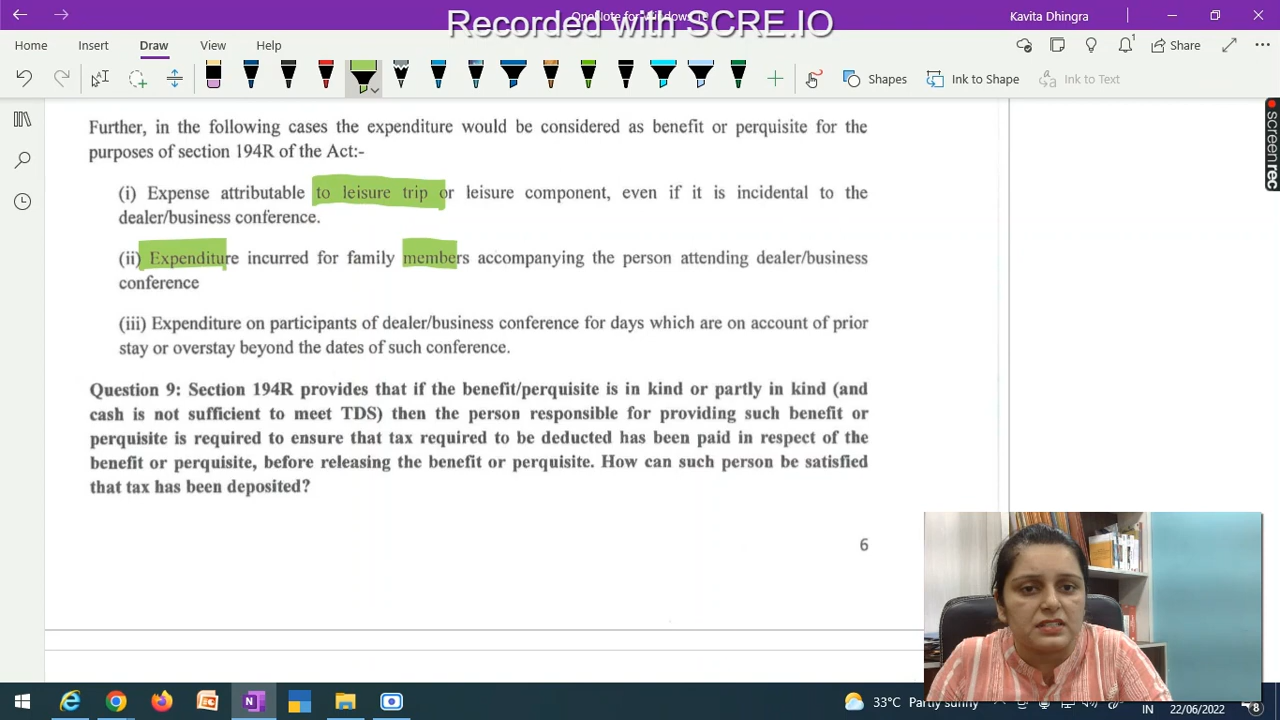 OneNote for Windows 10
Recorded with SCRE.IO
Kavita Dhingra
Home Insert Draw View Help
1
Share
Shapes
Ink to Shape
Ink to Text
screenrec
Further, in the following cases the expenditure would be considered as benefit or perquisite for the
purposes of section 194R of the Act:-
(i) Expense attributable to leisure trip or leisure component, even if it is incidental to the
dealer/business conference.
(ii) Expenditure incurred for family members accompanying the person attending dealer/business
conference
(iii) Expenditure on participants of dealer/business conference for days which are on account of prior
stay or overstay beyond the dates of such conference.
Question 9: Section 194R provides that if the benefit/perquisite is in kind or partly in kind (and
cash is not sufficient to meet TDS) then the person responsible for providing such benefit or
perquisite is required to ensure that tax required to be deducted has been paid in respect of the
benefit or perquisite, before releasing the benefit or perquisite. How can such person be satisfied
that tax has been deposited?
6
33°C Partly sunny
IN
22/06/2022
8